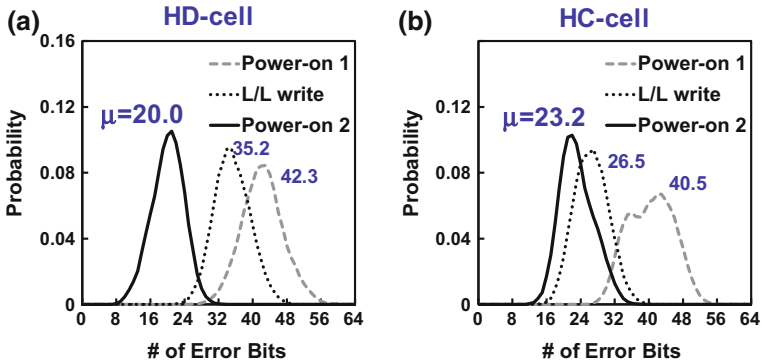 (a) HD-cell
0.16
0.12
0.08
0.04
0
Probability
Power-on 1
L/L write
Power-on 2
μ=20.0
35.2
42.3
0 8 16 24 32 40 48 56 64
# of Error Bits
(b) HC-cell
0.16
0.12
0.08
0.04
0
Probability
Power-on 1
L/L write
Power-on 2
μ=23.2
26.5
40.5
0 8 16 24 32 40 48 56 64
# of Error Bits